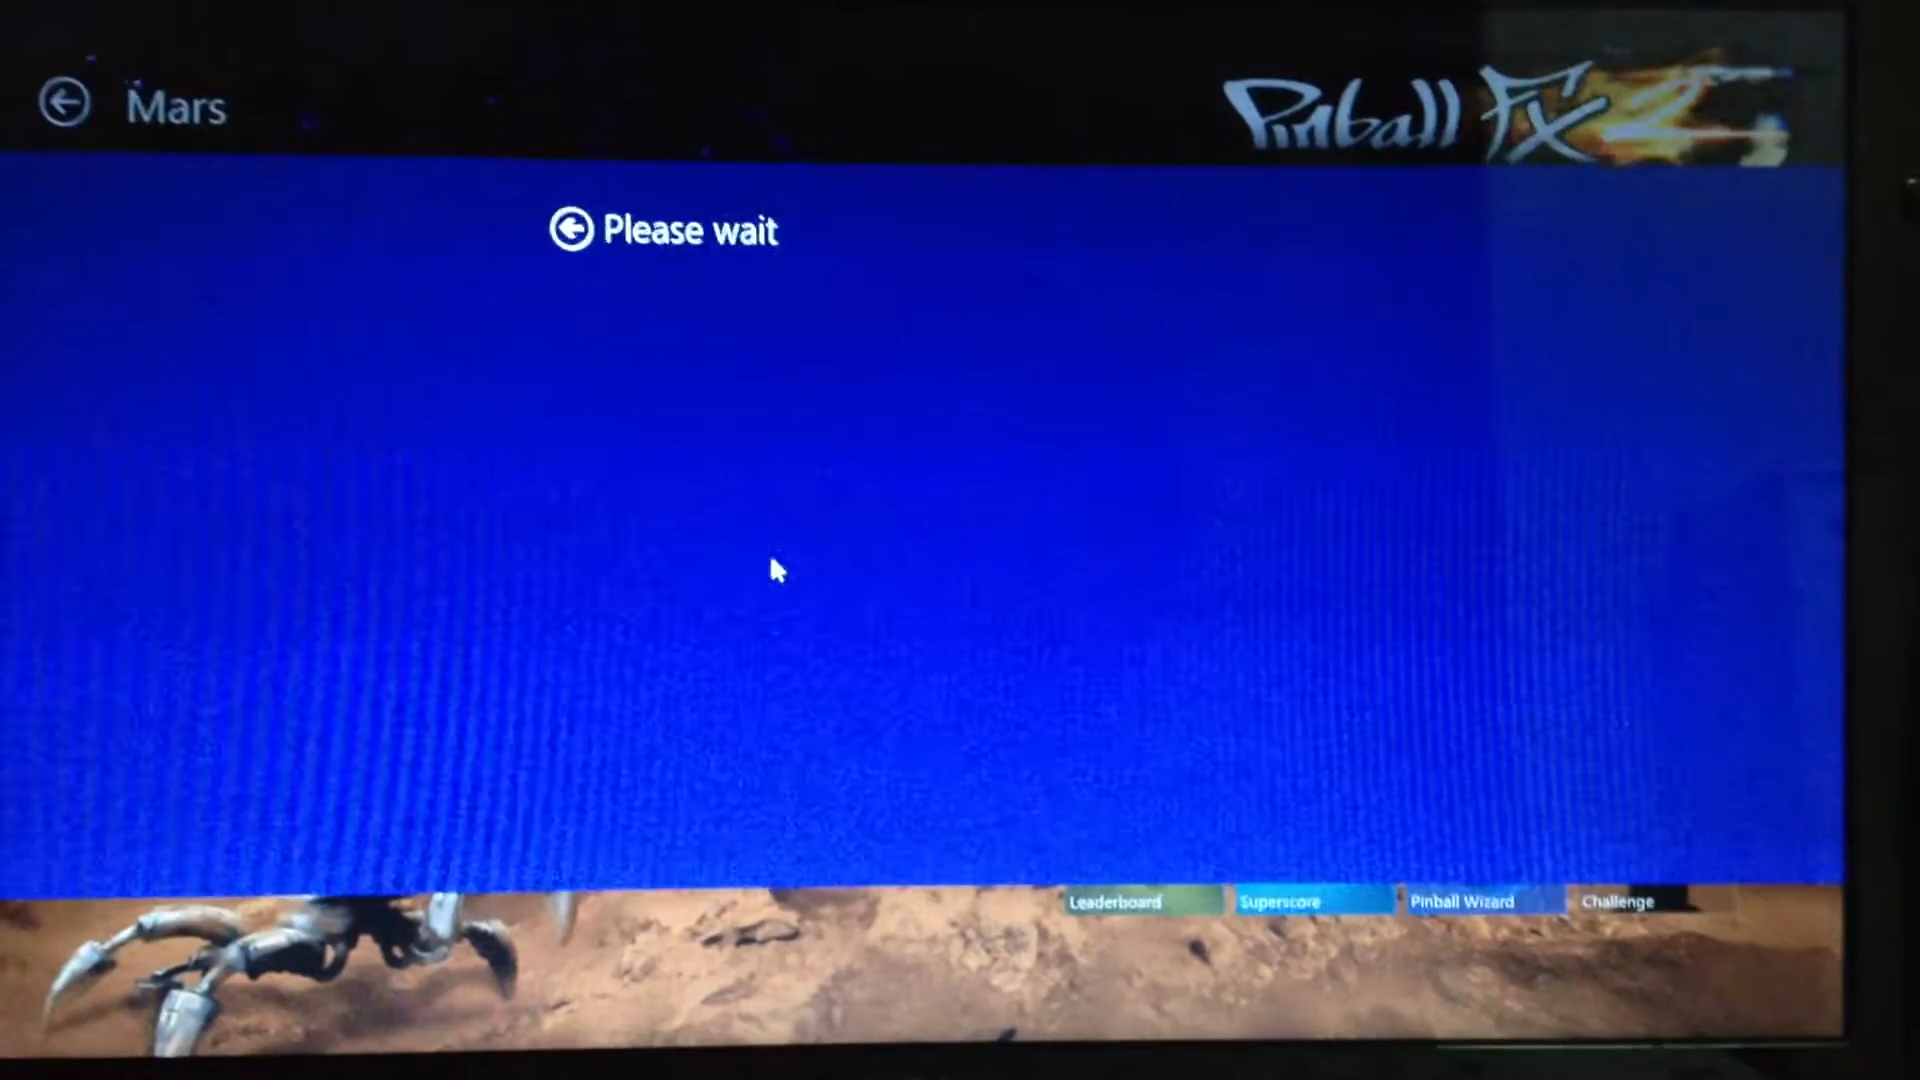 Mars
Pinball FX2
Please wait
Leaderboard
Superscore
Pinball Wizard
Challenge